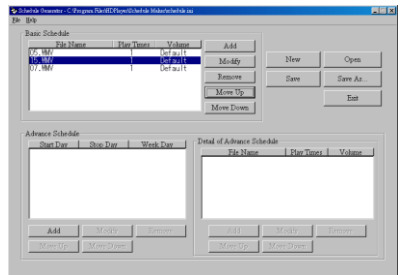 Schedule Generator - C:\Program Files\HDPlayer\Schedule Maker\schedule.ini
File Help
Basic Schedule
File Name Play Times Volume
05.WMV 1 Default
15.WMV 1 Default
07.WMV 1 Default
Add
Modify
Remove
Move Up
Move Down
New Open
Save Save As...
Exit
Advance Schedule
Start Day Stop Day Week Day
Add Modify Remove
Move Up Move Down
Detail of Advance Schedule
File Name Play Times Volume
Add Modify Remove
Move Up Move Down